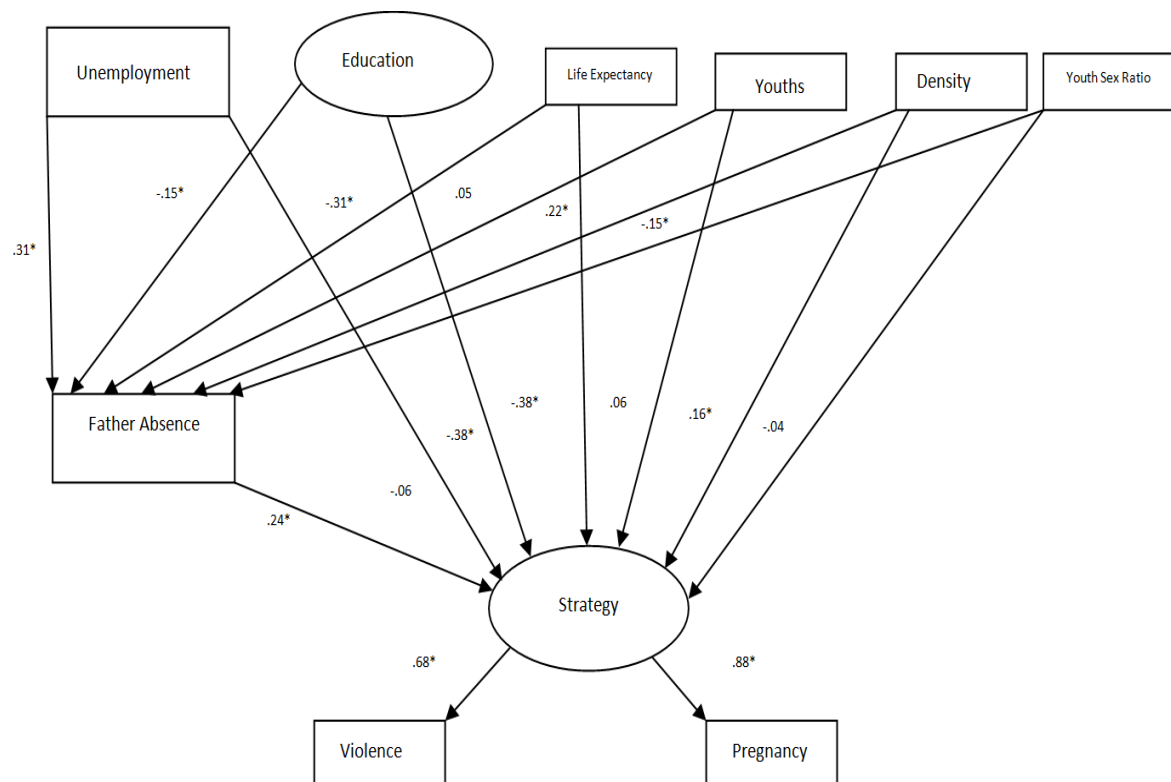 Unemployment
Education
Life Expectancy
Youths
Density
Youth Sex Ratio
-.15*
-.31*
.05
.22*
-.15*
.31*
Father Absence
-.38*
-.38*
.06
.16*
-.04
-.06
.24*
Strategy
.68*
.88*
Violence
Pregnancy